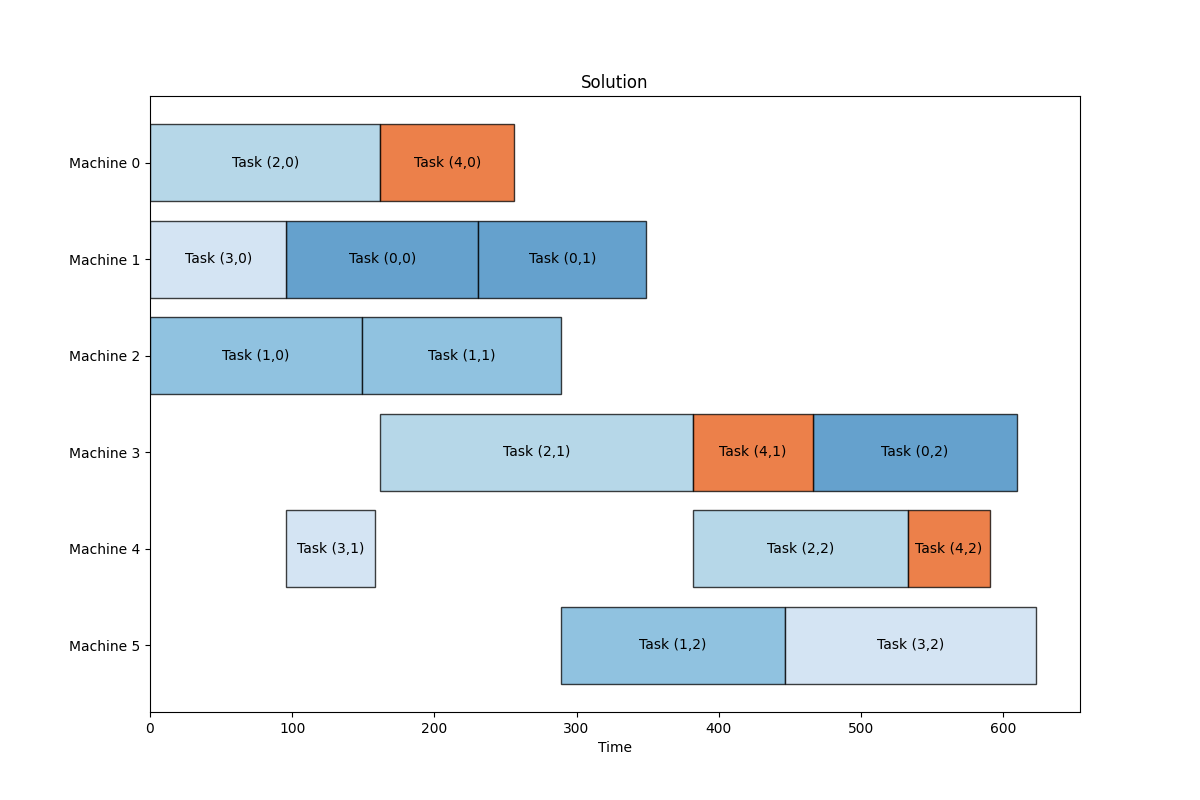 Solution
Machine 0
Task (2,0)
Task (4,0)
Machine 1
Task (3,0)
Task (0,0)
Task (0,1)
Machine 2
Task (1,0)
Task (1,1)
Machine 3
Task (2,1)
Task (4,1)
Task (0,2)
Machine 4
Task (3,1)
Task (2,2)
Task (4,2)
Machine 5
Task (1,2)
Task (3,2)
0 100 200 300 400 500 600
Time